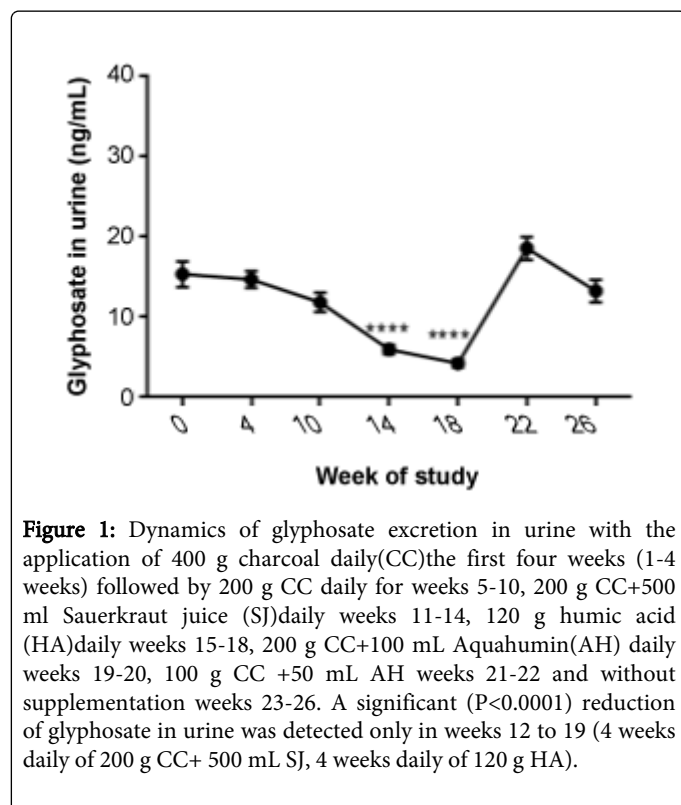 40
30
20
10
0
Glyphosate in urine (ng/mL)
**** ****
0 4 10 14 18 22 26
Week of study
Figure 1: Dynamics of glyphosate excretion in urine with the
application of 400 g charcoal daily(CC)the first four weeks (1-4
weeks) followed by 200 g CC daily for weeks 5-10, 200 g CC+500
ml Sauerkraut juice (SJ)daily weeks 11-14, 120 g humic acid
(HA)daily weeks 15-18, 200 g CC+100 mL Aquahumin(AH) daily
weeks 19-20, 100 g CC +50 mL AH weeks 21-22 and without
supplementation weeks 23-26. A significant (P<0.0001) reduction
of glyphosate in urine was detected only in weeks 12 to 19 (4 weeks
daily of 200 g CC+ 500 mL SJ, 4 weeks daily of 120 g HA).